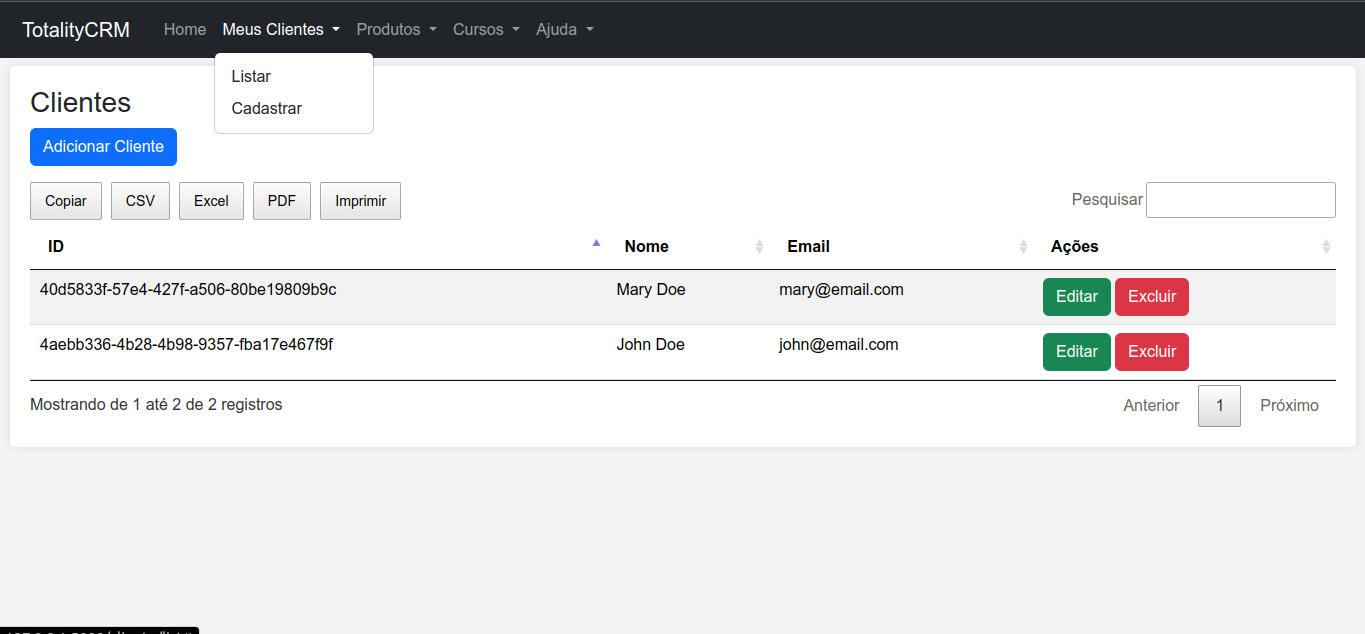 TotalityCRM Home Meus Clientes Produtos Cursos Ajuda
Listar
Cadastrar
Clientes
Adicionar Cliente
Copiar CSV Excel PDF Imprimir Pesquisar
ID Nome Email Ações
40d5833f-57e4-427f-a506-80be19809b9c Mary Doe mary@email.com Editar Excluir
4aebb336-4b28-4b98-9357-fba17e467f9f John Doe john@email.com Editar Excluir
Mostrando de 1 até 2 de 2 registros Anterior 1 Próximo